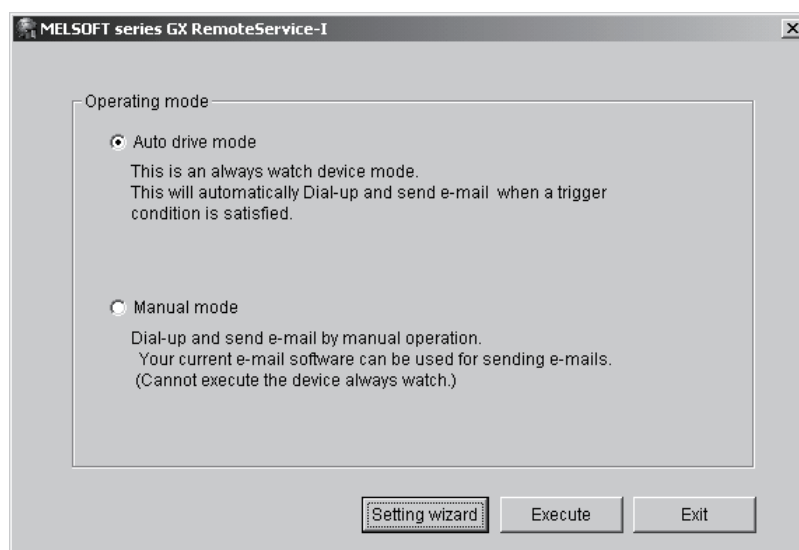 MELSOFT series GX RemoteService-I
Operating mode
Auto drive mode
This is an always watch device mode.
This will automatically Dial-up and send e-mail when a trigger
condition is satisfied.
Manual mode
Dial-up and send e-mail by manual operation.
Your current e-mail software can be used for sending e-mails.
(Cannot execute the device always watch.)
Setting wizard
Execute
Exit